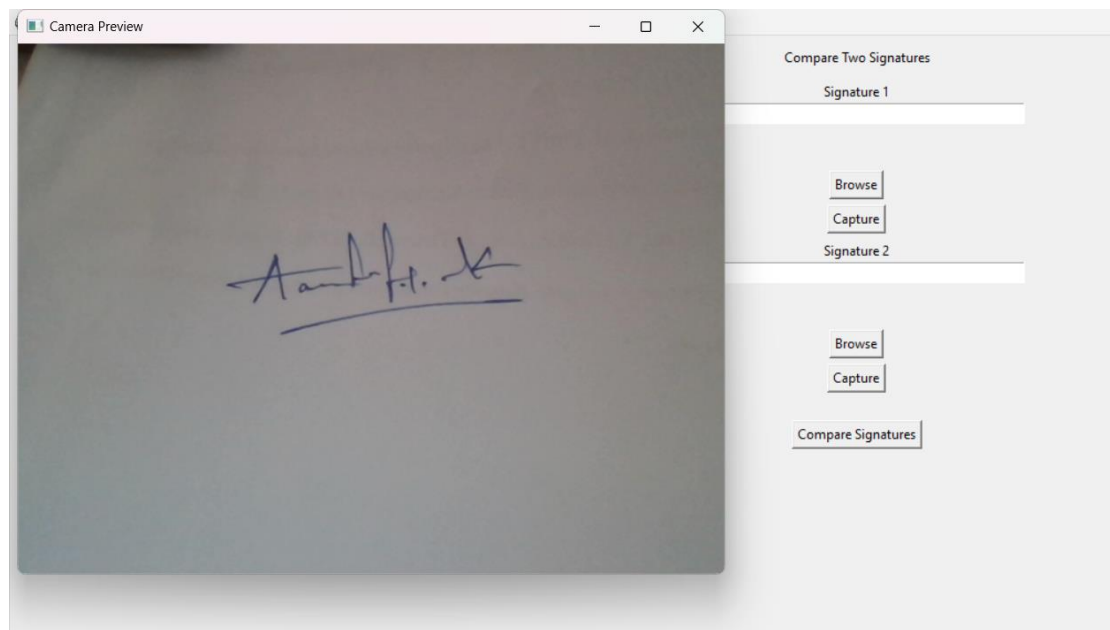 Camera Preview
Compare Two Signatures
Signature 1
Browse
Capture
Signature 2
Browse
Capture
Compare Signatures